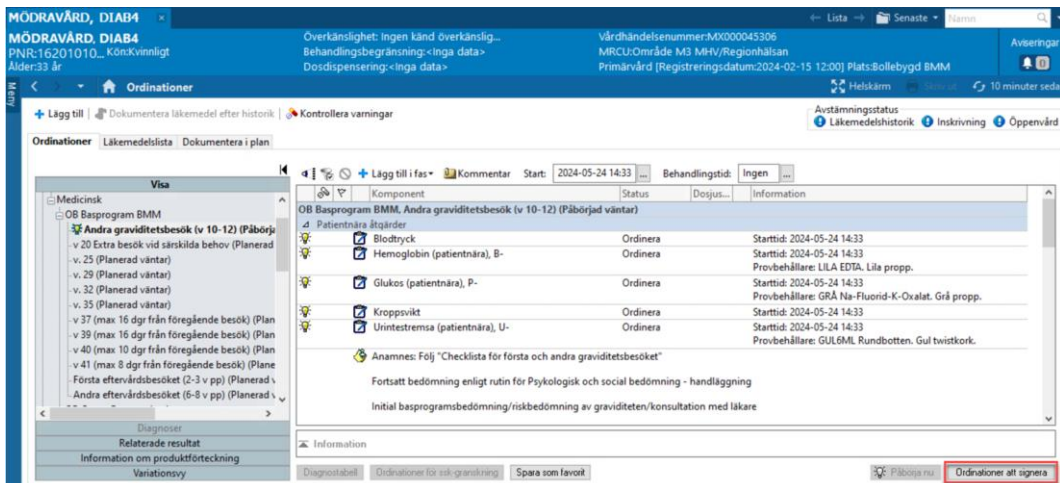 MÖDRAVÅRD, DIAB4 ×
← Lista → Senaste Namn
MÖDRAVÅRD, DIAB4
PNR:16201010... Kön:Kvinnligt
Ålder:33 år
Överkänslighet: Ingen känd överkänslig...
Behandlingsbegränsning:<Inga data>
Dosdispensering:<Inga data>
Vårdhändelsenummer:MX000045306
MRCU:Område M3 MHV/Regionhälsan
Primärvård [Registreringsdatum:2024-02-15 12:00] Plats:Bollebygd BMM
Aviseringar
0
Meny
Ordinationer
Helskärm Skriv ut 10 minuter seda
+ Lägg till Dokumentera läkemedel efter historik Kontrollera varningar
Avstämningsstatus
Läkemedelshistorik Inskrivning Öppenvård
Ordinationer Läkemedelslista Dokumentera i plan
+ Lägg till i fas Kommentar Start: 2024-05-24 14:33 ... Behandlingstid: Ingen ...
Visa
Medicinsk
OB Basprogram BMM
Andra graviditetsbesök (v 10-12) (Påbörja
v 20 Extra besök vid särskilda behov (Planerad
v. 25 (Planerad väntar)
v. 29 (Planerad väntar)
v. 32 (Planerad väntar)
v. 35 (Planerad väntar)
v 37 (max 16 dgr från föregående besök) (Plan
v 39 (max 16 dgr från föregående besök) (Plan
v 40 (max 10 dgr från föregående besök) (Plan
v 41 (max 8 dgr från föregående besök) (Plane
Första eftervårdsbesöket (2-3 v pp) (Planerad v
Andra eftervårdsbesöket (6-8 v pp) (Planerad v
Diagnoser
Relaterade resultat
Information om produktförteckning
Variationsvy
Komponent Status Dosjus... Information
OB Basprogram BMM, Andra graviditetsbesök (v 10-12) (Påbörjad väntar)
Patientnära åtgärder
Blodtryck Ordinera Starttid: 2024-05-24 14:33
Hemoglobin (patientnära), B- Ordinera Starttid: 2024-05-24 14:33
Provbehållare: LILA EDTA. Lila propp.
Glukos (patientnära), P- Ordinera Starttid: 2024-05-24 14:33
Provbehållare: GRÅ Na-Fluorid-K-Oxalat. Grå propp.
Kroppsvikt Ordinera Starttid: 2024-05-24 14:33
Urintestremsa (patientnära), U- Ordinera Starttid: 2024-05-24 14:33
Provbehållare: GUL6ML Rundbotten. Gul twistkork.
Anamnes: Följ "Checklista för första och andra graviditetsbesöket"
Fortsatt bedömning enligt rutin för Psykologisk och social bedömning - handläggning
Initial basprogramsbedömning/riskbedömning av graviditeten/konsultation med läkare
Information
Diagnostabell Ordinationer för ssk-granskning Spara som favorit Påbörja nu Ordinationer att signera